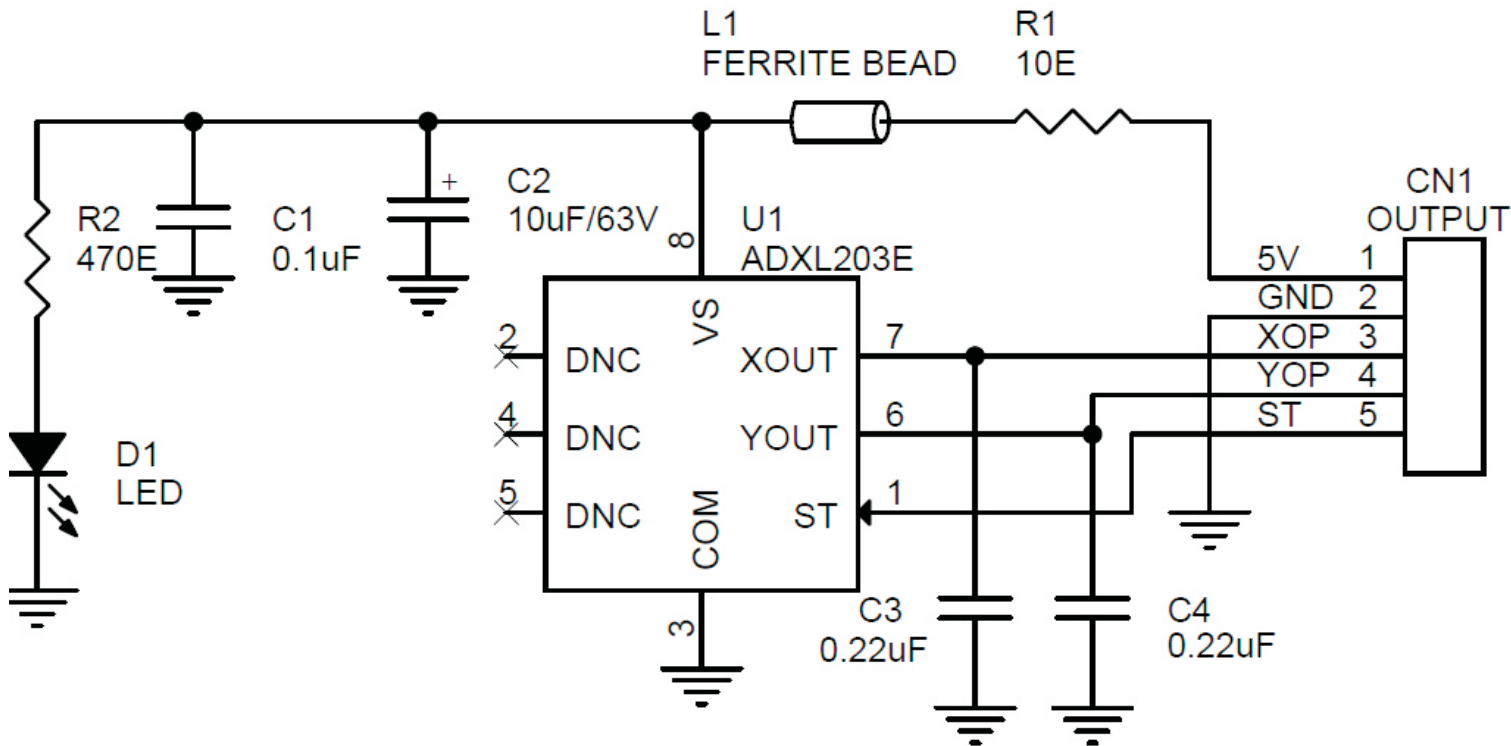 L1
FERRITE BEAD
R1
10E
R2
470E
C1
0.1uF
+
C2
10uF/63V
8
U1
ADXL203E
CN1
OUTPUT
5V 1
GND 2
XOP 3
YOP 4
ST 5
VS
2 DNC
XOUT 7
4 DNC
YOUT 6
5 DNC
ST 1
COM
3
D1
LED
C3
0.22uF
C4
0.22uF